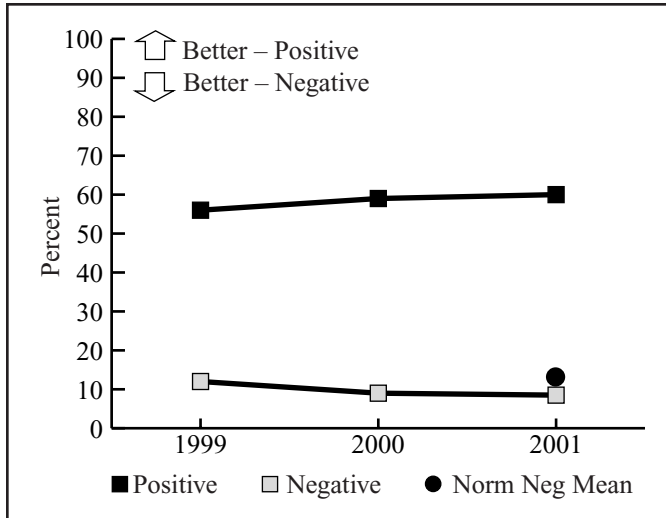 100
90
80
70
60
50
40
30
20
10
0
Percent
Better – Positive
Better – Negative
1999 2000 2001
Positive Negative Norm Neg Mean